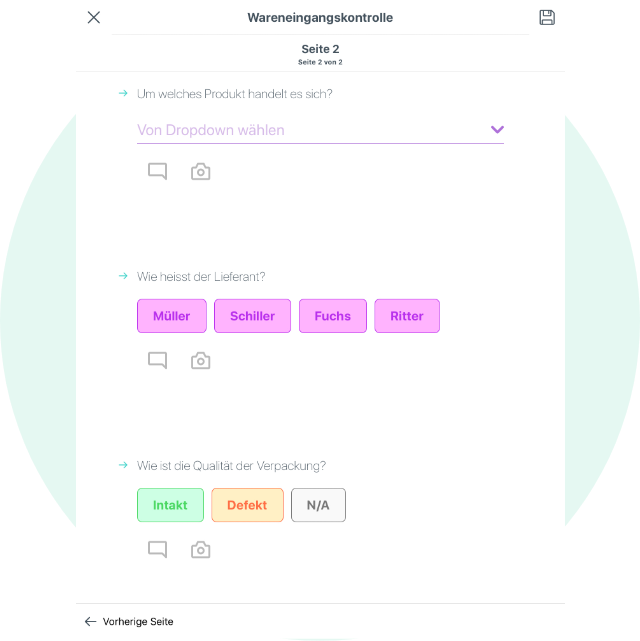 Wareneingangskontrolle
Seite 2
Seite 2 von 2
Um welches Produkt handelt es sich?
Von Dropdown wählen
Wie heisst der Lieferant?
Müller Schiller Fuchs Ritter
Wie ist die Qualität der Verpackung?
Intakt Defekt N/A
Vorherige Seite